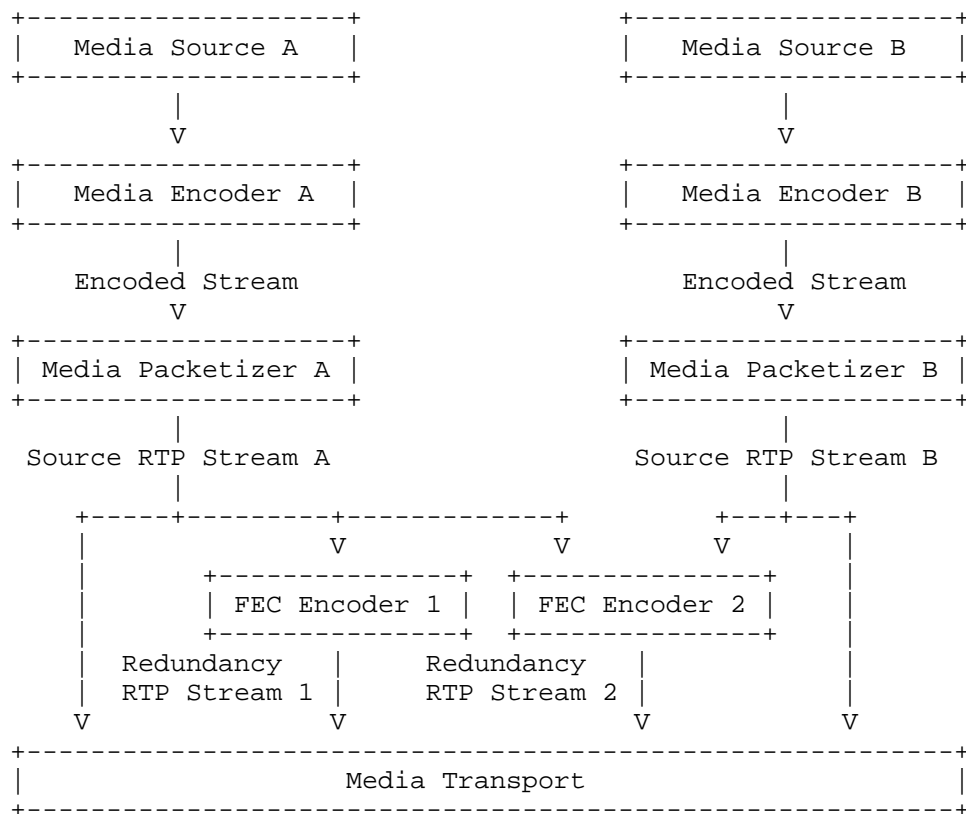 Media Source A Media Source B
Media Encoder A Media Encoder B
Encoded Stream Encoded Stream
Media Packetizer A Media Packetizer B
Source RTP Stream A Source RTP Stream B
FEC Encoder 1 FEC Encoder 2
Redundancy Redundancy
RTP Stream 1 RTP Stream 2
Media Transport